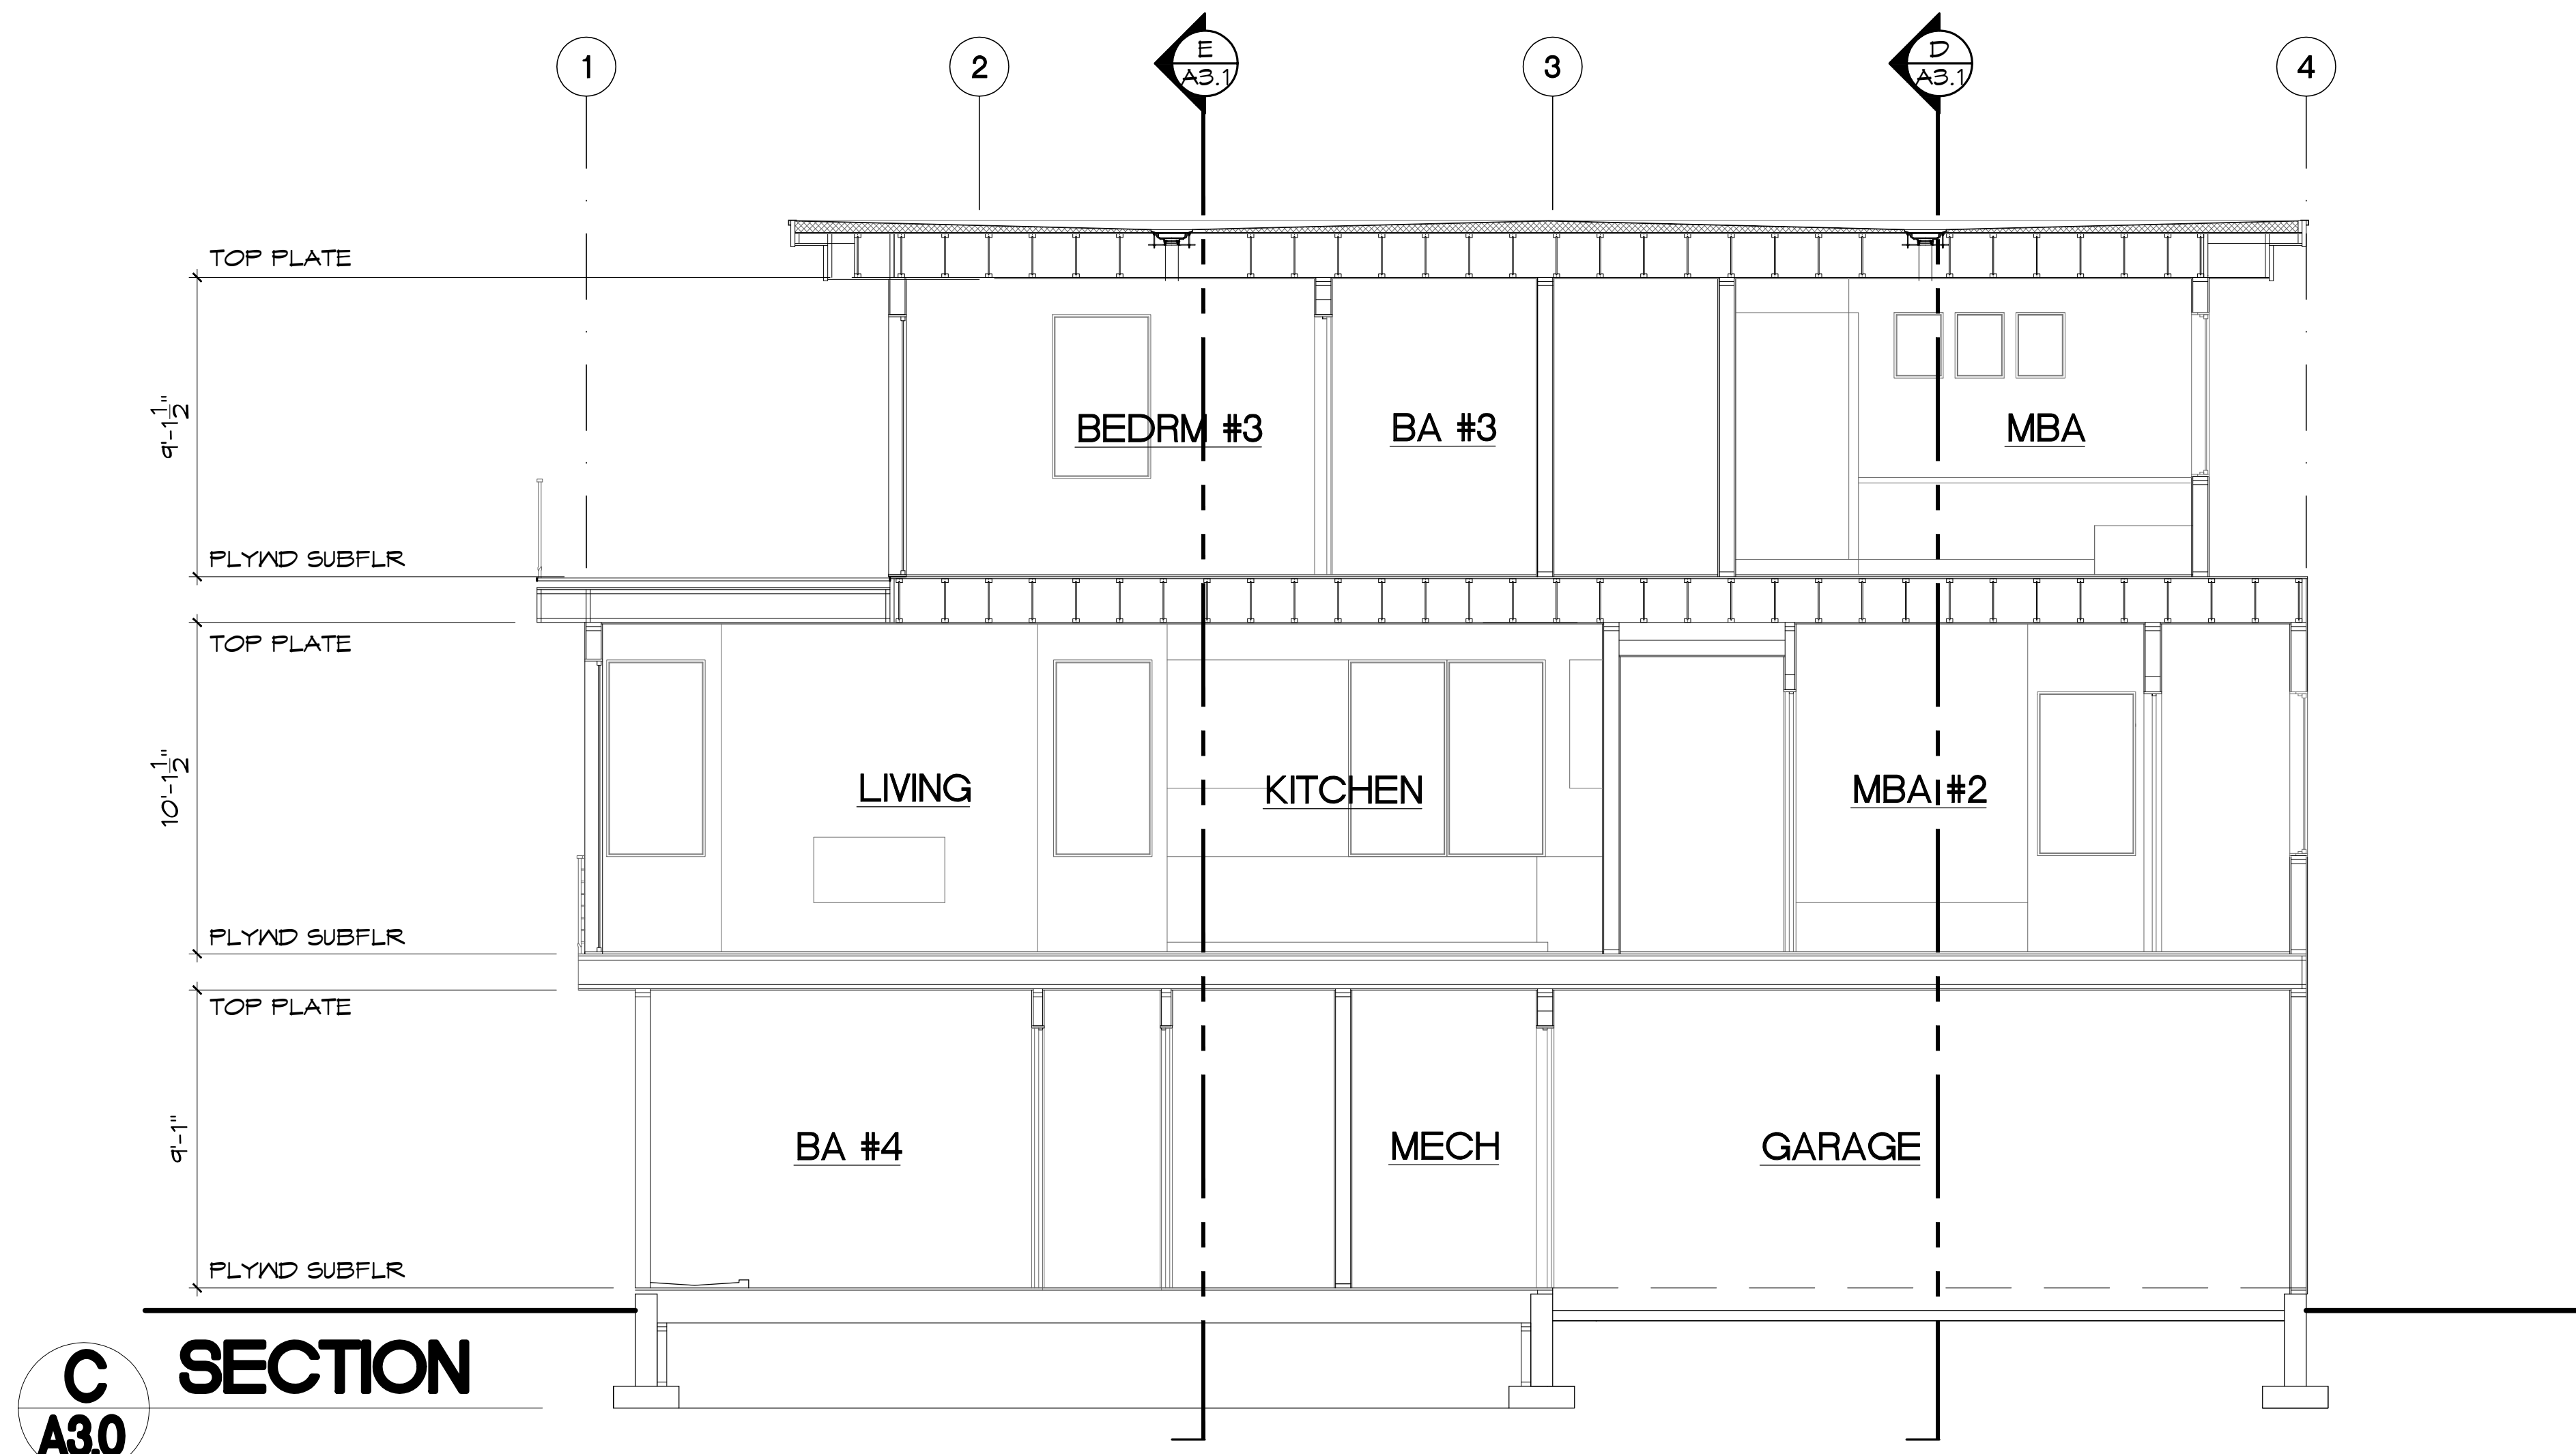 1
2
E
A3.1
3
D
A3.1
4
TOP PLATE
9'-1 1/2"
BEDRM #3
BA #3
MBA
PLYWD SUBFLR
TOP PLATE
10'-1 1/2"
LIVING
KITCHEN
MBA #2
PLYWD SUBFLR
TOP PLATE
9'-1"
BA #4
MECH
GARAGE
PLYWD SUBFLR
C
A3.0
SECTION